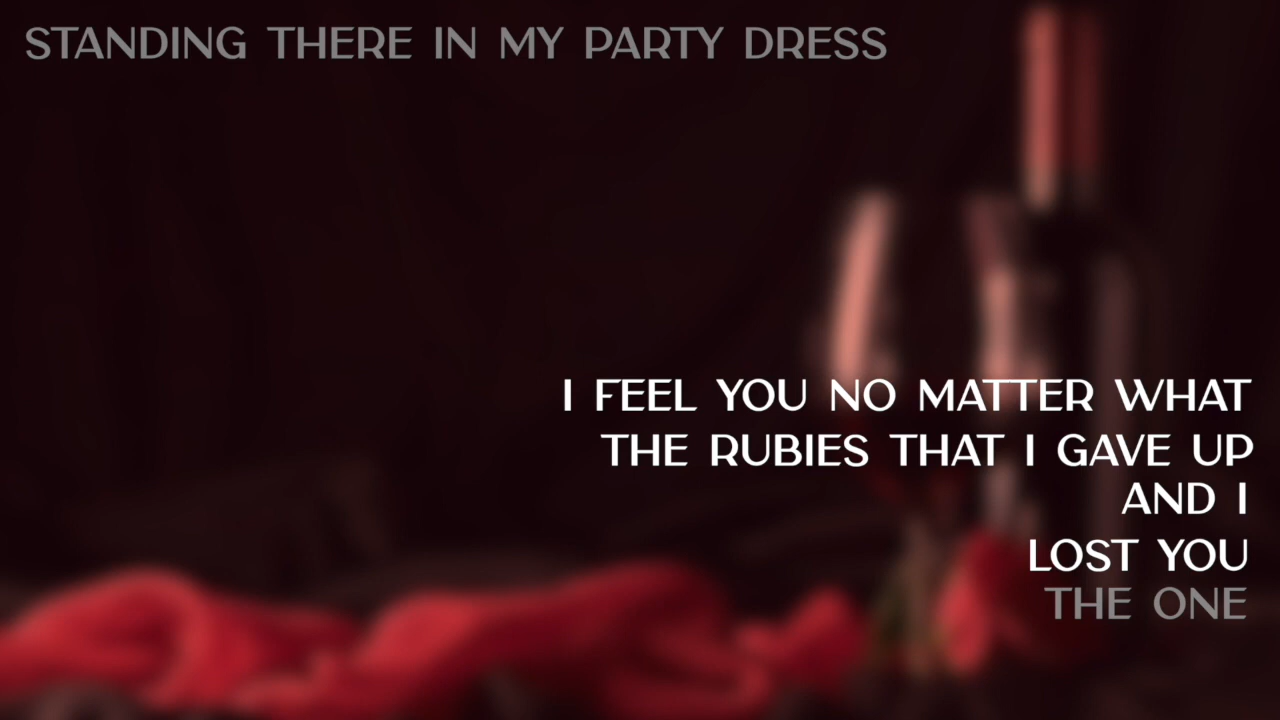 STANDING THERE IN MY PARTY DRESS
I FEEL YOU NO MATTER WHAT
THE RUBIES THAT I GAVE UP
AND I
LOST YOU
THE ONE